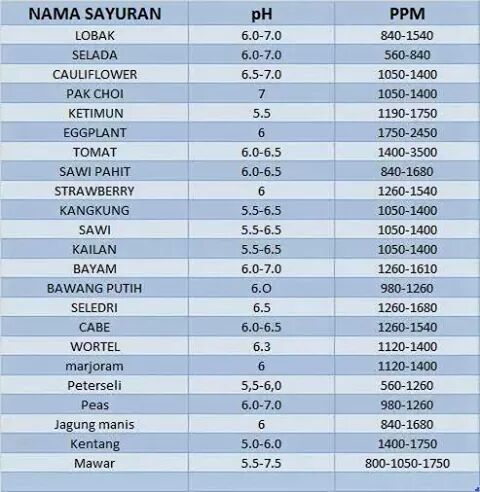 NAMA SAYURAN pH PPM
LOBAK 6.0-7.0 840-1540
SELADA 6.0-7.0 560-840
CAULIFLOWER 6.5-7.0 1050-1400
PAK CHOI 7 1050-1400
KETIMUN 5.5 1190-1750
EGGPLANT 6 1750-2450
TOMAT 6.0-6.5 1400-3500
SAWI PAHIT 6.0-6.5 840-1680
STRAWBERRY 6 1260-1540
KANGKUNG 5.5-6.5 1050-1400
SAWI 5.5-6.5 1050-1400
KAILAN 5.5-6.5 1050-1400
BAYAM 6.0-7.0 1260-1610
BAWANG PUTIH 6.O 980-1260
SELEDRI 6.5 1260-1680
CABE 6.0-6.5 1260-1540
WORTEL 6.3 1120-1400
marjoram 6 1120-1400
Peterseli 5,5-6,0 560-1260
Peas 6.0-7.0 980-1260
Jagung manis 6 840-1680
Kentang 5.0-6.0 1400-1750
Mawar 5.5-7.5 800-1050-1750